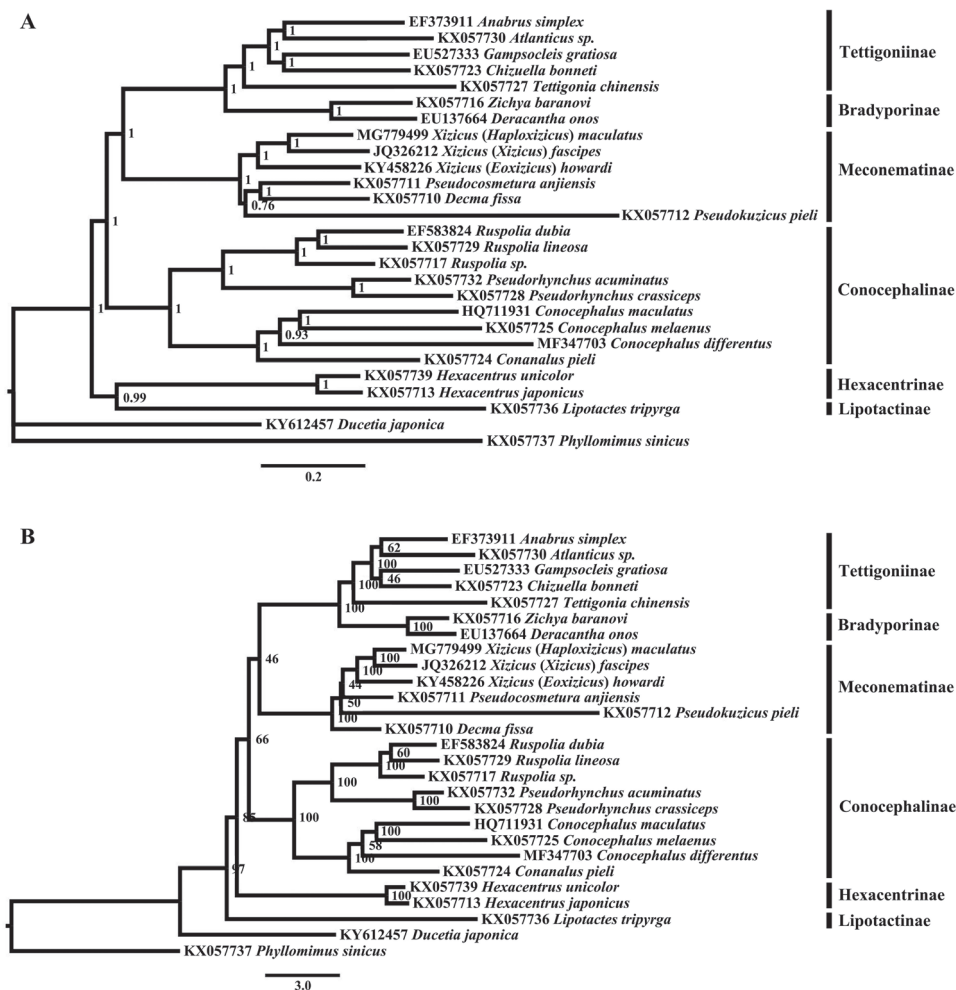 A
EF373911 Anabrus simplex
1
KX057730 Atlanticus sp.
1
Tettigoniinae
EU527333 Gampsocleis gratiosa
1
1
KX057723 Chizuella bonneti
1
KX057727 Tettigonia chinensis
KX057716 Zichya baranovi
1
1
Bradyporinae
EU137664 Deracantha onos
1
MG779499 Xizicus (Haploxizicus) maculatus
1
JQ326212 Xizicus (Xizicus) fascipes
1
KY458226 Xizicus (Eoxizicus) howardi
Meconematinae
1
KX057711 Pseudocosmetura anjiensis
1
KX057710 Decma fissa
0.76
KX057712 Pseudokuzicus pieli
1
EF583824 Ruspolia dubia
1
KX057729 Ruspolia lineosa
1
KX057717 Ruspolia sp.
1
KX057732 Pseudorhynchus acuminatus
1
Conocephalinae
KX057728 Pseudorhynchus crassiceps
1
1
HQ711931 Conocephalus maculatus
1
KX057725 Conocephalus melaenus
0.93
MF347703 Conocephalus differentus
1
KX057724 Conanalus pieli
KX057739 Hexacentrus unicolor
1
Hexacentrinae
KX057713 Hexacentrus japonicus
0.99
KX057736 Lipotactes tripyrga
Lipotactinae
KY612457 Ducetia japonica
KX057737 Phyllomimus sinicus
0.2
B
EF373911 Anabrus simplex
62
KX057730 Atlanticus sp.
100
EU527333 Gampsocleis gratiosa
Tettigoniinae
46
100
KX057723 Chizuella bonneti
100
KX057727 Tettigonia chinensis
KX057716 Zichya baranovi
100
Bradyporinae
EU137664 Deracantha onos
46
MG779499 Xizicus (Haploxizicus) maculatus
100
JQ326212 Xizicus (Xizicus) fascipes
100
KY458226 Xizicus (Eoxizicus) howardi
44
Meconematinae
KX057711 Pseudocosmetura anjiensis
50
KX057712 Pseudokuzicus pieli
100
KX057710 Decma fissa
66
EF583824 Ruspolia dubia
60
KX057729 Ruspolia lineosa
100
KX057717 Ruspolia sp.
100
KX057732 Pseudorhynchus acuminatus
100
Conocephalinae
KX057728 Pseudorhynchus crassiceps
85
100
HQ711931 Conocephalus maculatus
100
KX057725 Conocephalus melaenus
58
MF347703 Conocephalus differentus
100
97
KX057724 Conanalus pieli
KX057739 Hexacentrus unicolor
100
Hexacentrinae
KX057713 Hexacentrus japonicus
KX057736 Lipotactes tripyrga
Lipotactinae
KY612457 Ducetia japonica
KX057737 Phyllomimus sinicus
3.0